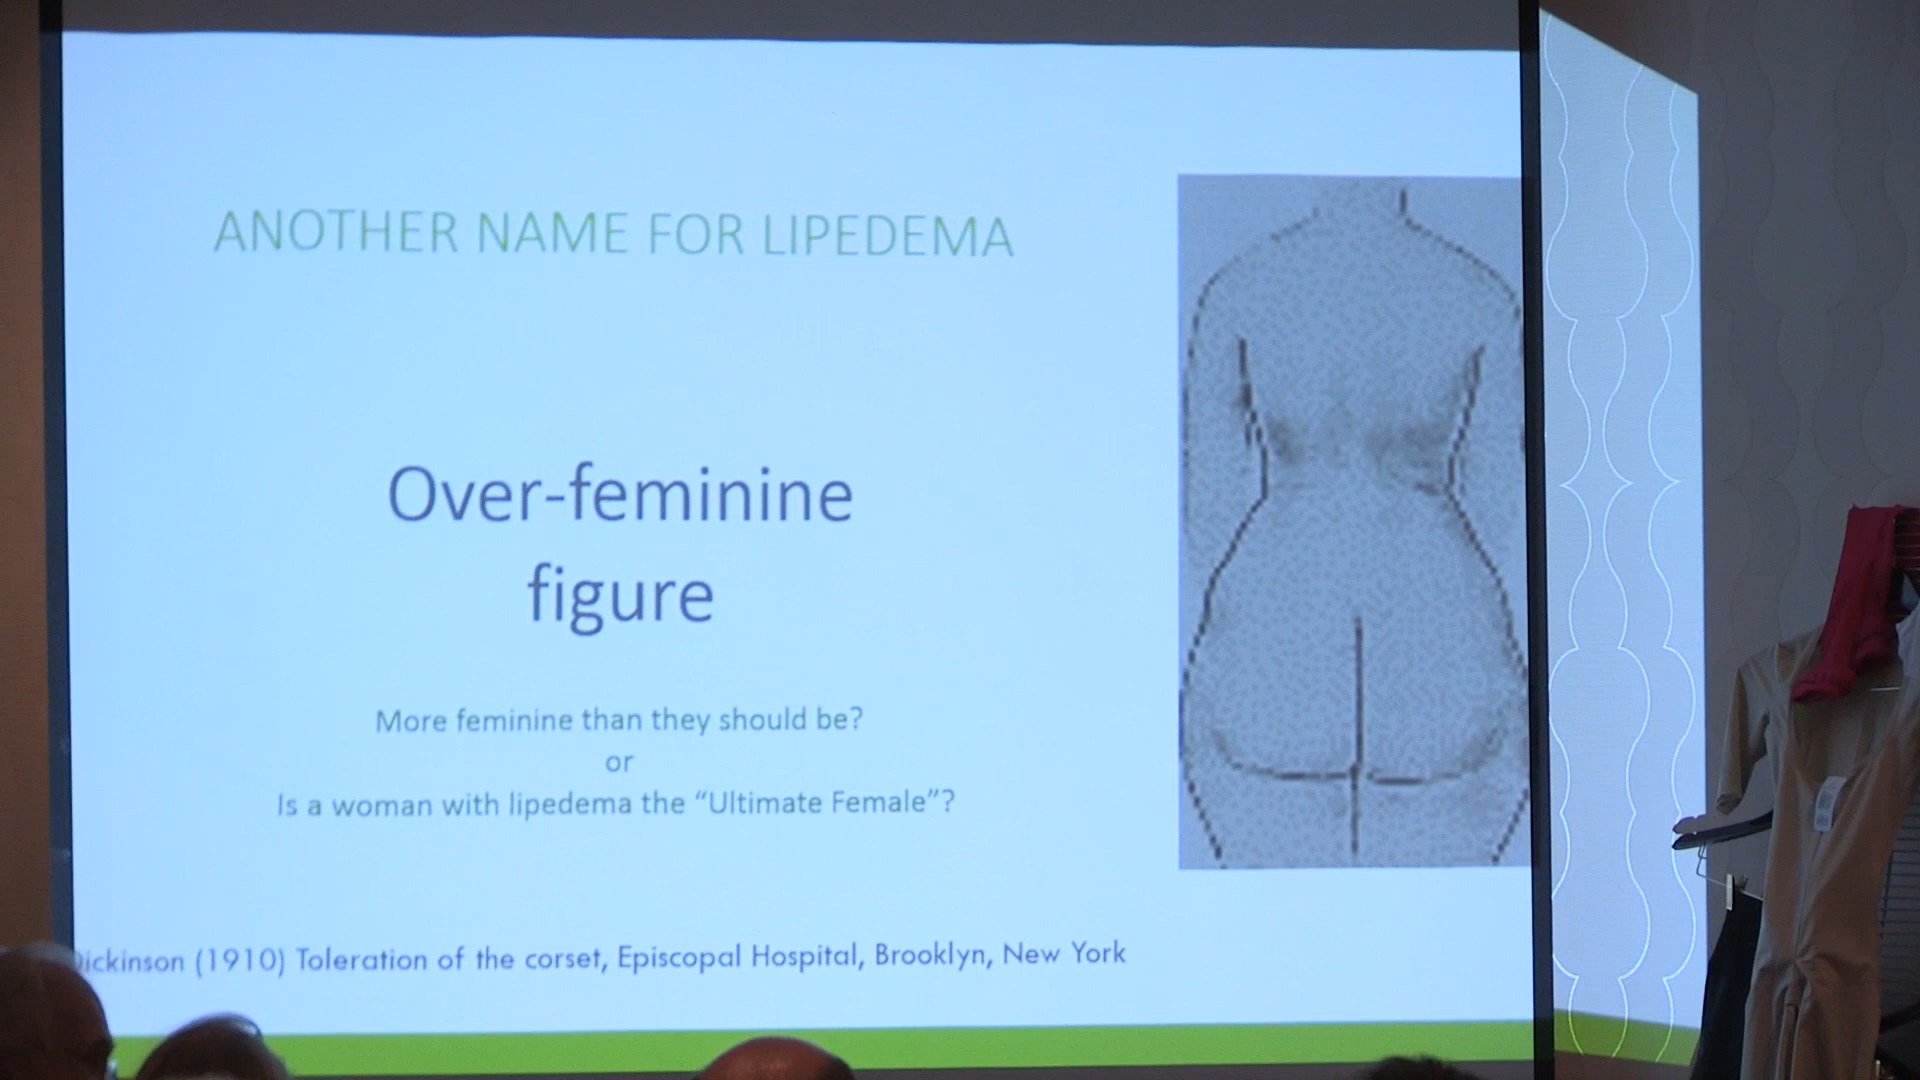 ANOTHER NAME FOR LIPEDEMA
Over-feminine
figure
More feminine than they should be?
or
Is a woman with lipedema the “Ultimate Female”?
ickinson (1910) Toleration of the corset, Episcopal Hospital, Brooklyn, New York